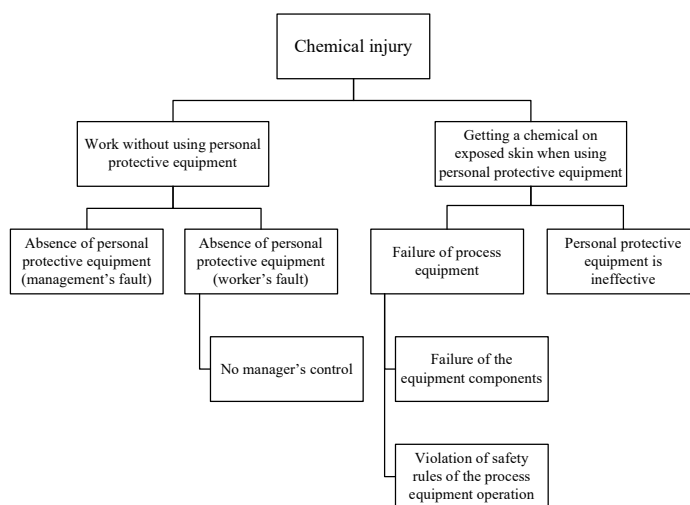 Chemical injury
Work without using personal
protective equipment
Getting a chemical on
exposed skin when using
personal protective equipment
Absence of personal
protective equipment
(management’s fault)
Absence of personal
protective equipment
(worker’s fault)
Failure of process
equipment
Personal protective
equipment is
ineffective
No manager’s control
Failure of the
equipment components
Violation of safety
rules of the process
equipment operation